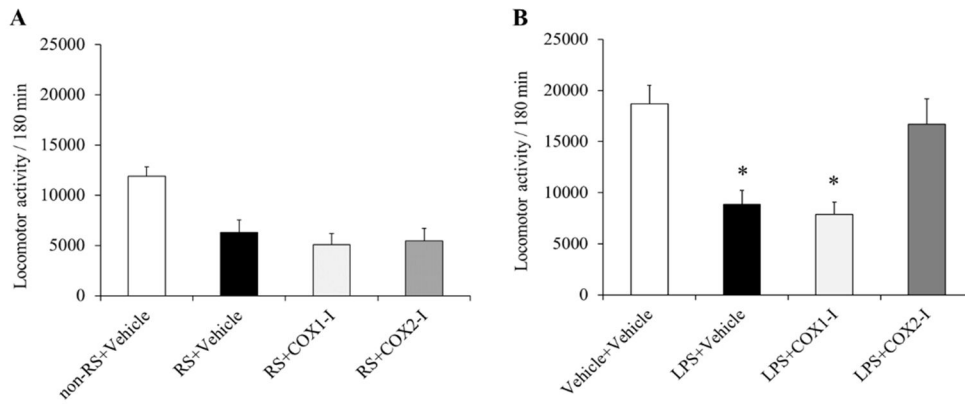 A
Locomotor activity / 180 min
25000
20000
15000
10000
5000
0
non-RS+Vehicle
RS+Vehicle
RS+COX1-I
RS+COX2-I
B
Locomotor activity / 180 min
25000
20000
15000
10000
5000
0
*
*
Vehicle+Vehicle
LPS+Vehicle
LPS+COX1-I
LPS+COX2-I